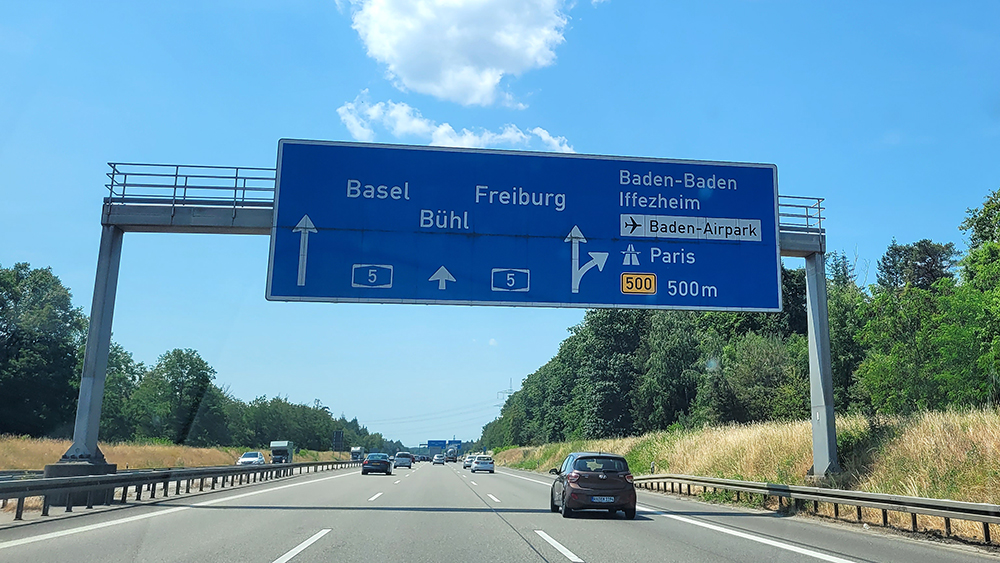 Basel
Bühl
Freiburg
5
5
Baden-Baden
Iffezheim
Baden-Airpark
Paris
500 500m